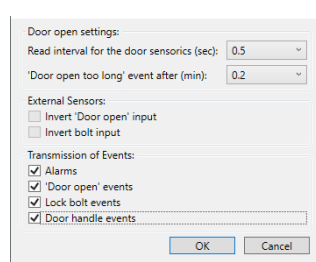 Door open settings:
Read interval for the door sensorics (sec): 0.5
'Door open too long' event after (min): 0.2
External Sensors:
Invert 'Door open' input
Invert bolt input
Transmission of Events:
Alarms
'Door open' events
Lock bolt events
Door handle events
OK Cancel